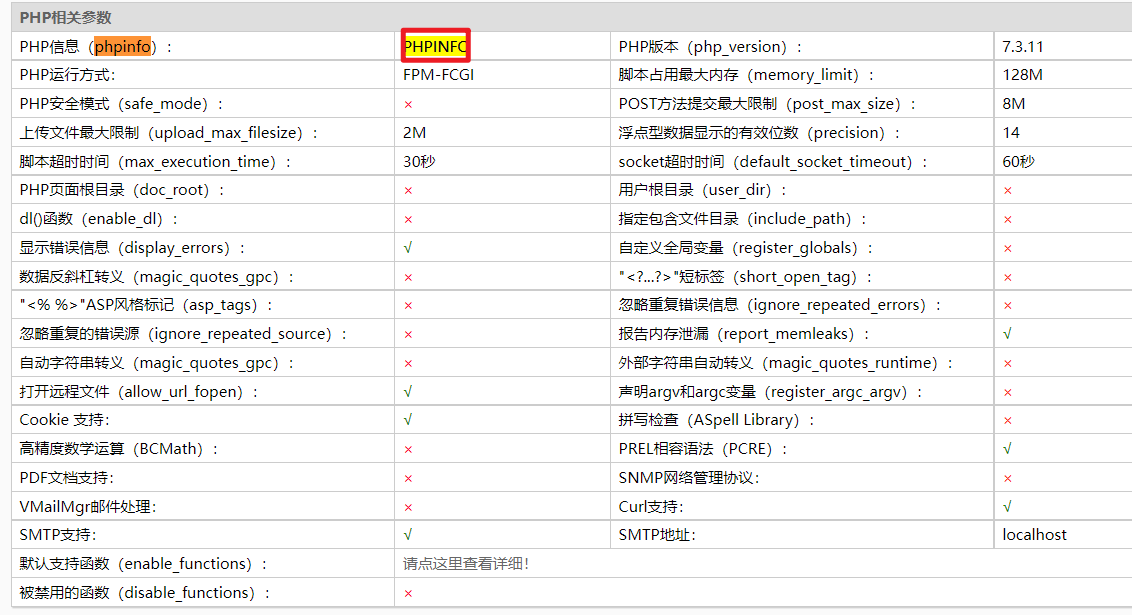 PHP相关参数
PHP信息（phpinfo）： PHPINFO PHP版本（php_version）： 7.3.11
PHP运行方式： FPM-FCGI 脚本占用最大内存（memory_limit）： 128M
PHP安全模式（safe_mode）： × POST方法提交最大限制（post_max_size）： 8M
上传文件最大限制（upload_max_filesize）： 2M 浮点型数据显示的有效位数（precision）： 14
脚本超时时间（max_execution_time）： 30秒 socket超时时间（default_socket_timeout）： 60秒
PHP页面根目录（doc_root）： × 用户根目录（user_dir）： ×
dl()函数（enable_dl）： × 指定包含文件目录（include_path）： ×
显示错误信息（display_errors）： √ 自定义全局变量（register_globals）： ×
数据反斜杠转义（magic_quotes_gpc）： × "<?...?>"短标签（short_open_tag）： ×
"<% %>"ASP风格标记（asp_tags）： × 忽略重复错误信息（ignore_repeated_errors）： ×
忽略重复的错误源（ignore_repeated_source）： × 报告内存泄漏（report_memleaks）： √
自动字符串转义（magic_quotes_gpc）： × 外部字符串自动转义（magic_quotes_runtime）： ×
打开远程文件（allow_url_fopen）： √ 声明argv和argc变量（register_argc_argv）： ×
Cookie 支持： √ 拼写检查（ASpell Library）： ×
高精度数学运算（BCMath）： × PREL相容语法（PCRE）： √
PDF文档支持： × SNMP网络管理协议： ×
VMailMgr邮件处理： × Curl支持： √
SMTP支持： √ SMTP地址： localhost
默认支持函数（enable_functions）： 请点这里查看详细！
被禁用的函数（disable_functions）： ×